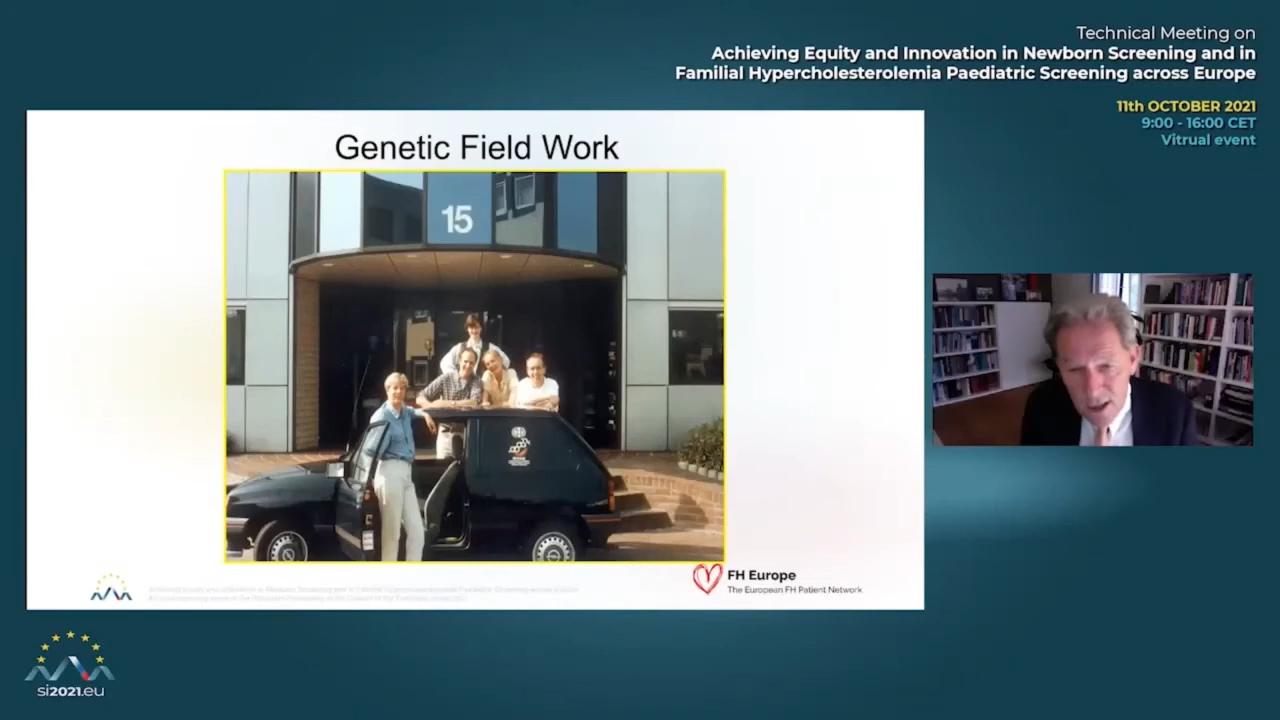 Technical Meeting on
Achieving Equity and Innovation in Newborn Screening and in
Familial Hypercholesterolemia Paediatric Screening across Europe
11th OCTOBER 2021
9:00 - 16:00 CET
Vitrual event
Genetic Field Work
15
FH Europe
The European FH Patient Network
si2021.eu